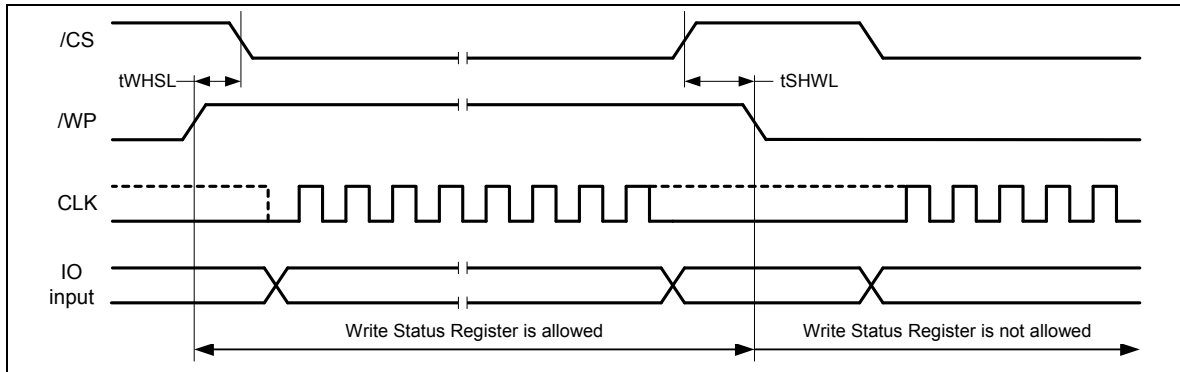 /CS
tWHSL
tSHWL
/WP
CLK
IO
input
Write Status Register is allowed
Write Status Register is not allowed